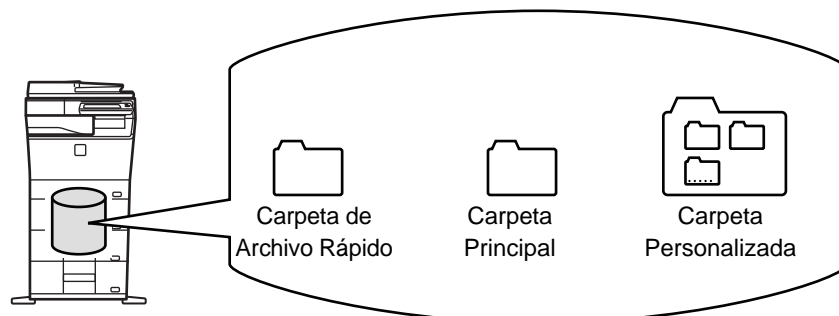 Carpeta de
Archivo Rápido
Carpeta
Principal
Carpeta
Personalizada